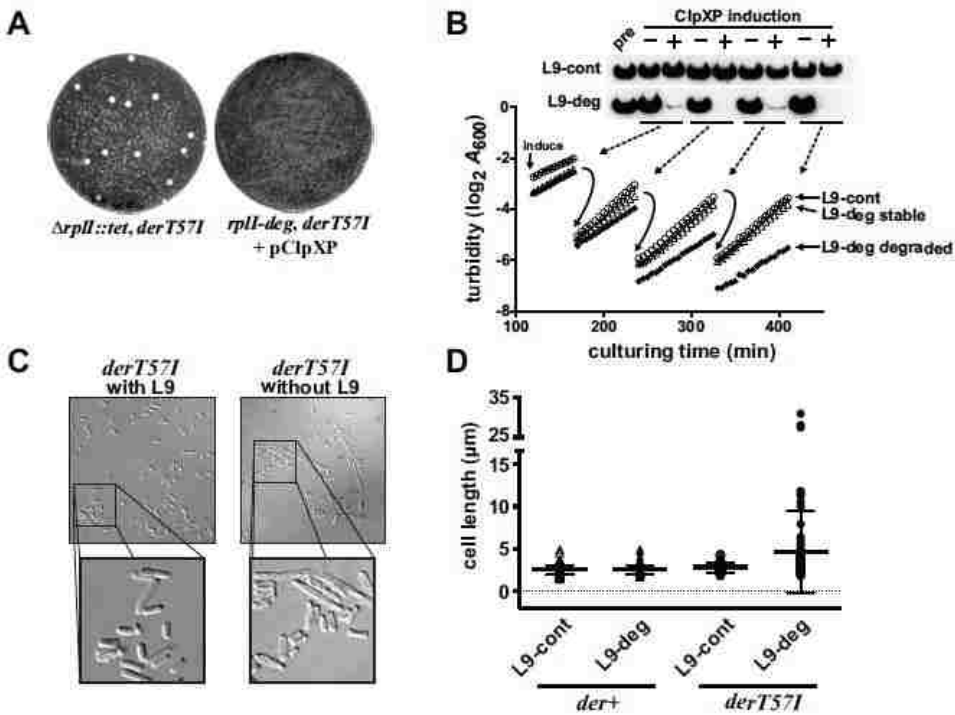 A
ΔrplI::tet, derT57I
rplI-deg, derT57I
+ pClpXP
B
ClpXP induction
pre
− + − + − + − +
L9-cont
L9-deg
turbidity (log2 A600)
0
-2
-4
-6
-8
induce
L9-cont
L9-deg stable
L9-deg degraded
100
200
300
400
culturing time (min)
C
derT57I
with L9
derT57I
without L9
D
cell length (µm)
35
25
15
10
5
0
L9-cont
L9-deg
L9-cont
L9-deg
der+
derT57I